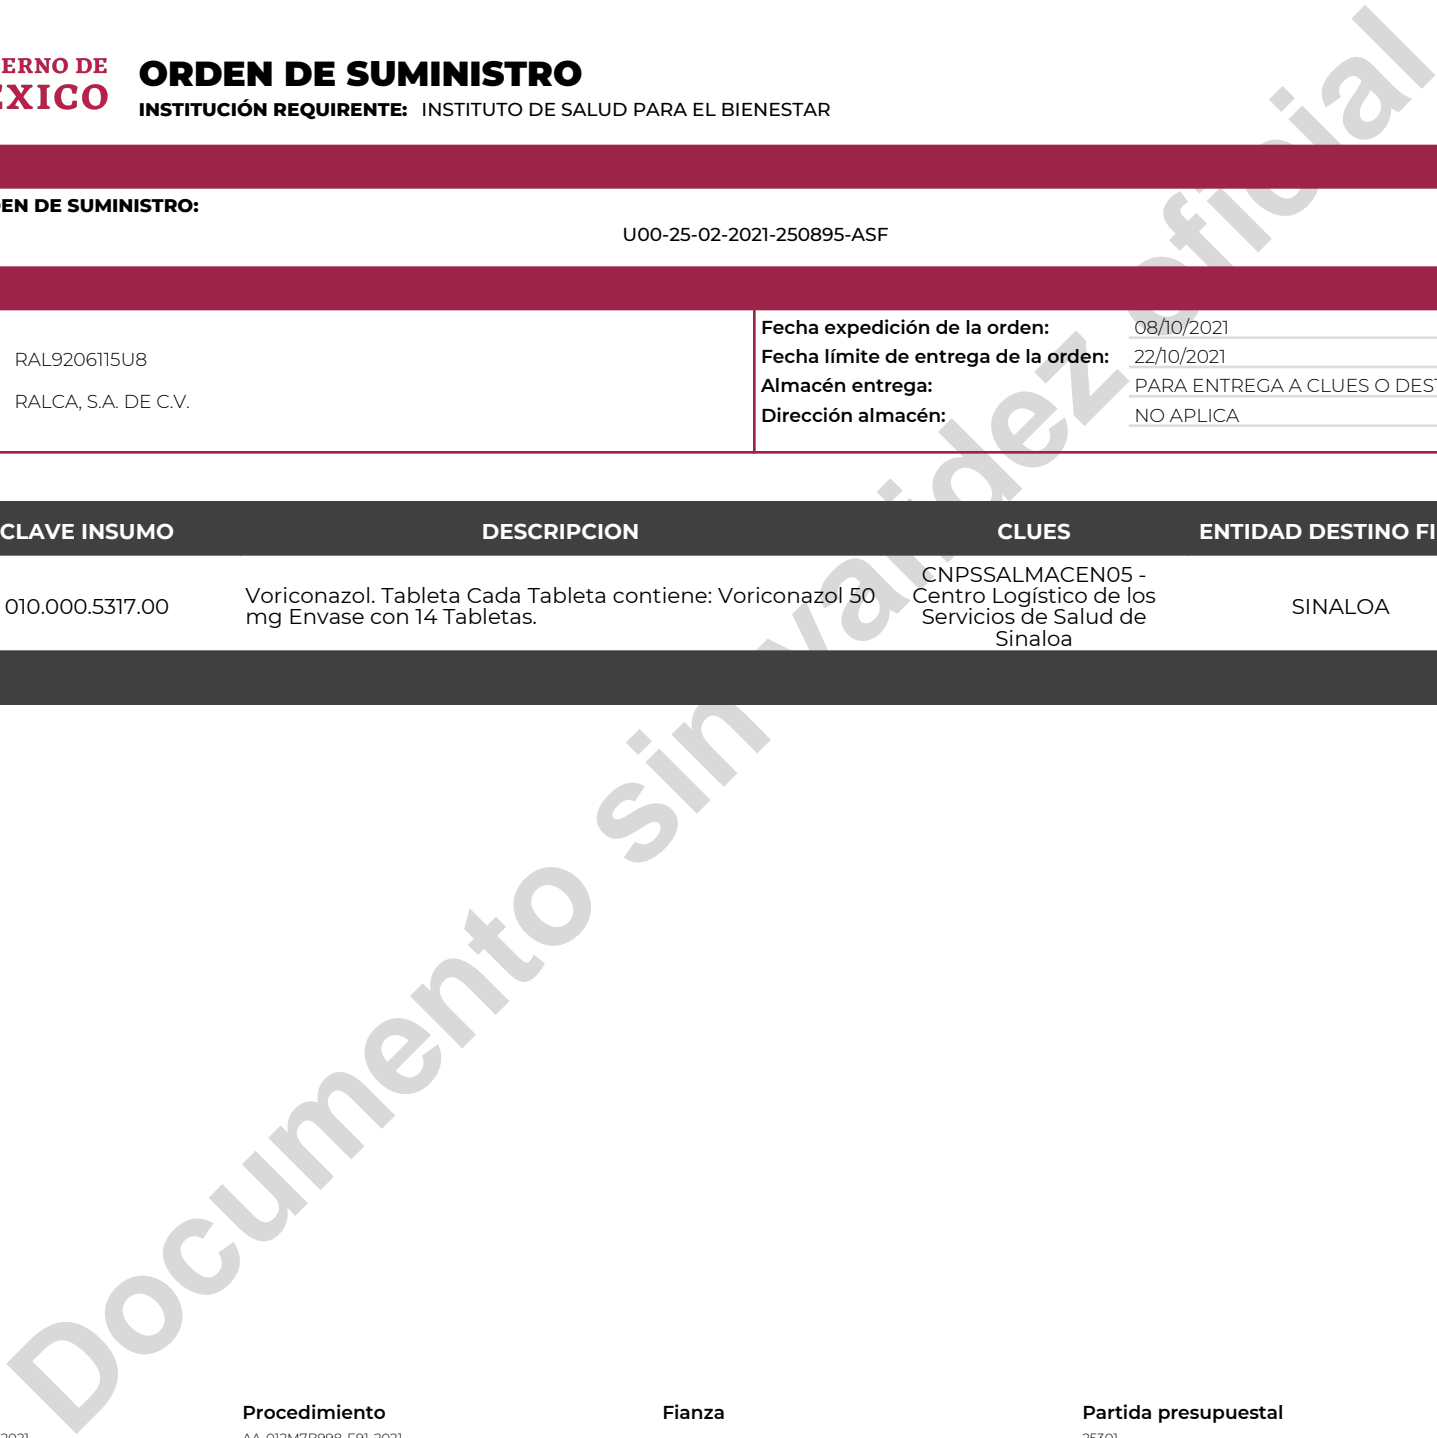 ERNO DE
EXICO
ORDEN DE SUMINISTRO
INSTITUCIÓN REQUIRENTE: INSTITUTO DE SALUD PARA EL BIENESTAR
EN DE SUMINISTRO:
U00-25-02-2021-250895-ASF
RAL9206115U8
RALCA, S.A. DE C.V.
Fecha expedición de la orden: 08/10/2021
Fecha límite de entrega de la orden: 22/10/2021
Almacén entrega: PARA ENTREGA A CLUES O DEST
Dirección almacén: NO APLICA
CLAVE INSUMO DESCRIPCION CLUES ENTIDAD DESTINO FI
010.000.5317.00
Voriconazol. Tableta Cada Tableta contiene: Voriconazol 50
mg Envase con 14 Tabletas.
CNPSSALMACEN05 -
Centro Logístico de los
Servicios de Salud de
Sinaloa
SINALOA
Documento sin validez oficial
Procedimiento Fianza Partida presupuestal